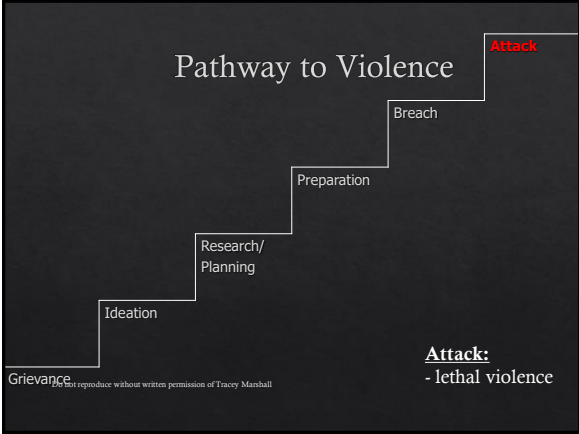 Pathway to Violence
Attack
Breach
Preparation
Research/
Planning
Ideation
Grievance
Do not reproduce without written permission of Tracey Marshall
Attack:
- lethal violence